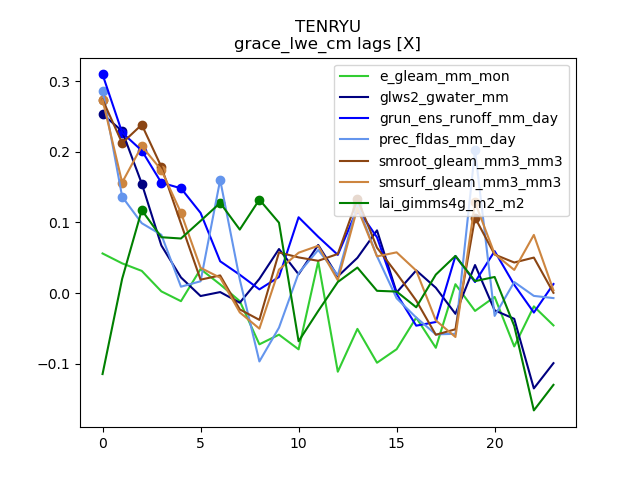 TENRYU
grace_lwe_cm lags [X]
e_gleam_mm_mon
glws2_gwater_mm
grun_ens_runoff_mm_day
prec_fldas_mm_day
smroot_gleam_mm3_mm3
smsurf_gleam_mm3_mm3
lai_gimms4g_m2_m2
0.3
0.2
0.1
0.0
−0.1
0 5 10 15 20